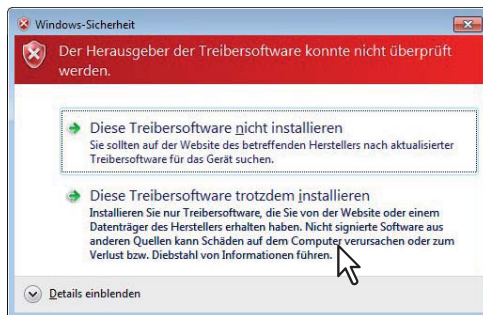 Windows-Sicherheit
Der Herausgeber der Treibersoftware konnte nicht überprüft
werden.
Diese Treibersoftware nicht installieren
Sie sollten auf der Website des betreffenden Herstellers nach aktualisierter
Treibersoftware für das Gerät suchen.
Diese Treibersoftware trotzdem installieren
Installieren Sie nur Treibersoftware, die Sie von der Website oder einem
Datenträger des Herstellers erhalten haben. Nicht signierte Software aus
anderen Quellen kann Schäden auf dem Computer verursachen oder zum
Verlust bzw. Diebstahl von Informationen führen.
Details einblenden